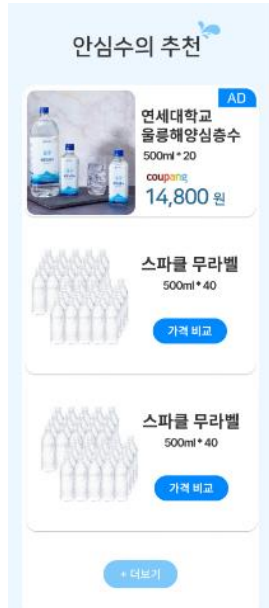 안심수의 추천
AD
연세대학교
울릉해양심층수
500ml * 20
coupang
14,800 원
스파클 무라벨
500ml * 40
가격 비교
스파클 무라벨
500ml * 40
가격 비교
+ 더보기